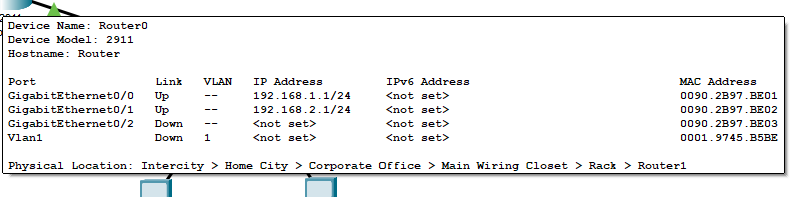 2911
Device Name: Router0
Device Model: 2911
Hostname: Router
Port Link VLAN IP Address IPv6 Address MAC Address
GigabitEthernet0/0 Up -- 192.168.1.1/24 <not set> 0090.2B97.BE01
GigabitEthernet0/1 Up -- 192.168.2.1/24 <not set> 0090.2B97.BE02
GigabitEthernet0/2 Down -- <not set> <not set> 0090.2B97.BE03
Vlan1 Down 1 <not set> <not set> 0001.9745.B5BE
Physical Location: Intercity > Home City > Corporate Office > Main Wiring Closet > Rack > Router1